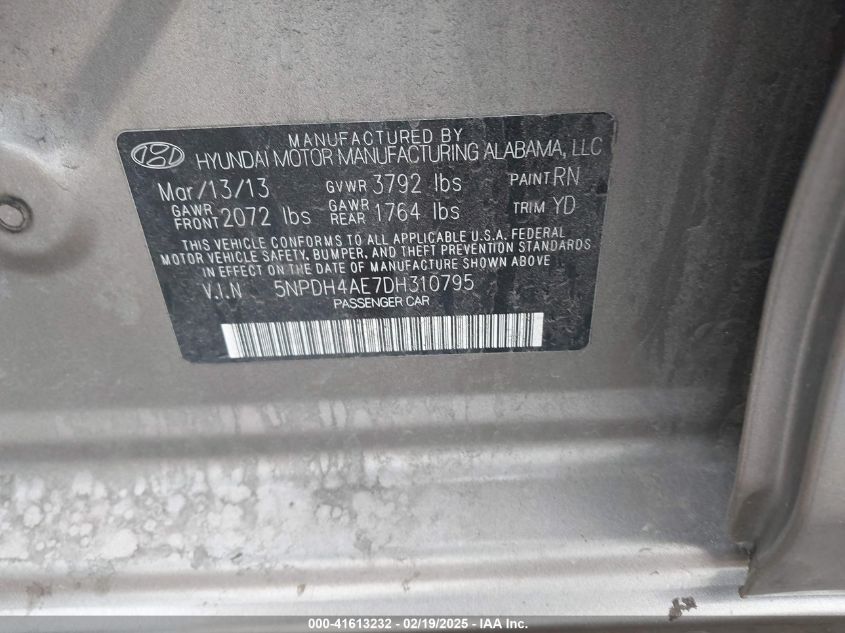 MANUFACTURED BY
HYUNDAI MOTOR MANUFACTURING ALABAMA, LLC
Mar/13/13 GVWR 3792 lbs PAINT RN
GAWR FRONT 2072 lbs GAWR REAR 1764 lbs TRIM YD
THIS VEHICLE CONFORMS TO ALL APPLICABLE U.S.A. FEDERAL
MOTOR VEHICLE SAFETY, BUMPER, AND THEFT PREVENTION STANDARDS
IN EFFECT ON THE DATE OF MANUFACTURE SHOWN ABOVE
V.I.N 5NPDH4AE7DH310795
PASSENGER CAR
000-41613232 - 02/19/2025 - IAA Inc.